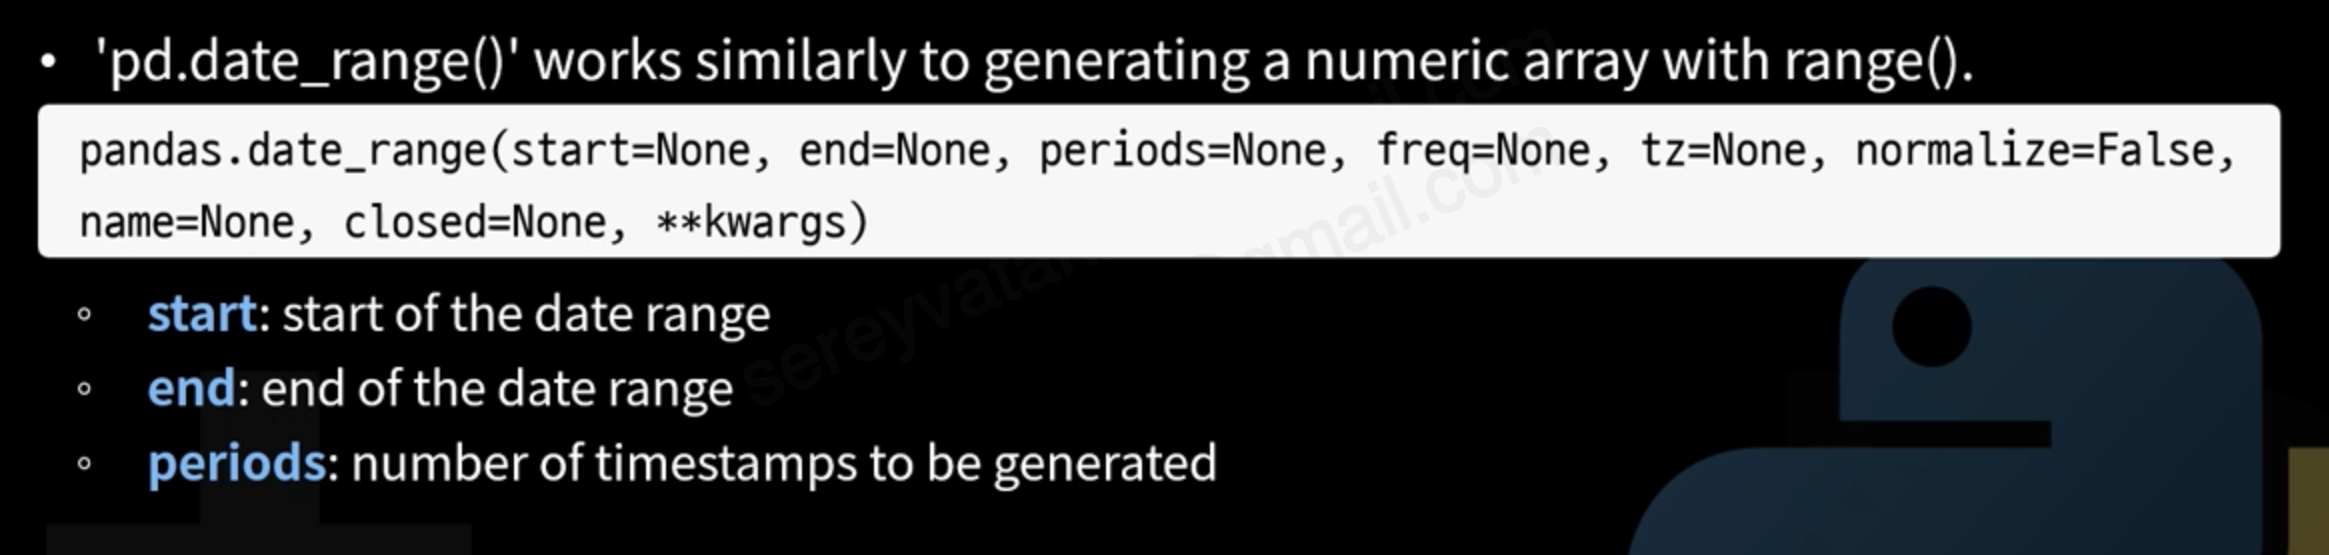 • 'pd.date_range()' works similarly to generating a numeric array with range().
pandas.date_range(start=None, end=None, periods=None, freq=None, tz=None, normalize=False,
name=None, closed=None, **kwargs)
◦ start: start of the date range
◦ end: end of the date range
◦ periods: number of timestamps to be generated